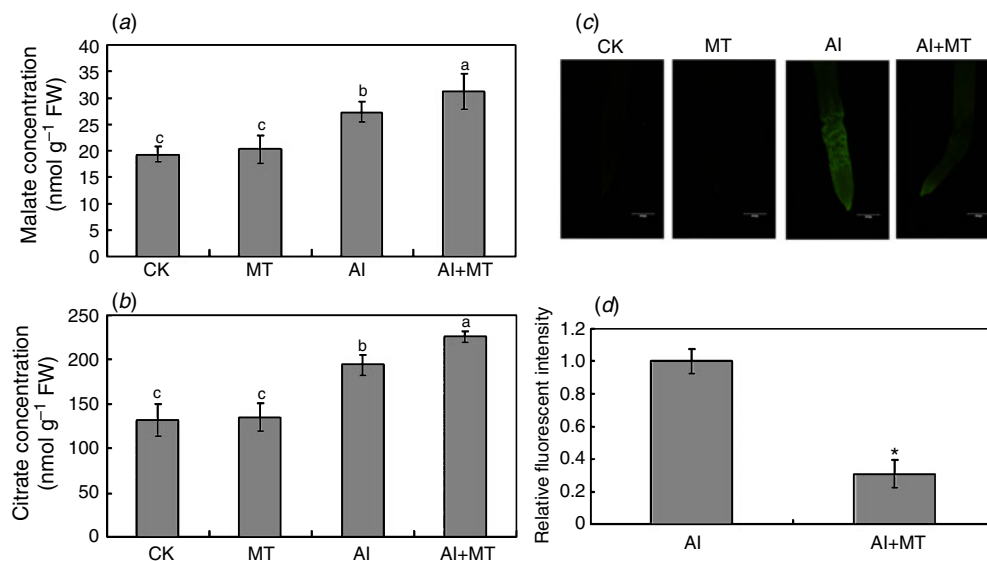 (a)
Malate concentration
(nmol g⁻¹ FW)
40
35
30
25
20
15
10
5
0
c
c
b
a
CK
MT
Al
Al+MT
(b)
Citrate concentration
(nmol g⁻¹ FW)
250
200
150
100
50
0
c
c
b
a
CK
MT
Al
Al+MT
(c)
CK
MT
Al
Al+MT
(d)
Relative fluorescent intensity
1.2
1.0
0.8
0.6
0.4
0.2
0
*
Al
Al+MT